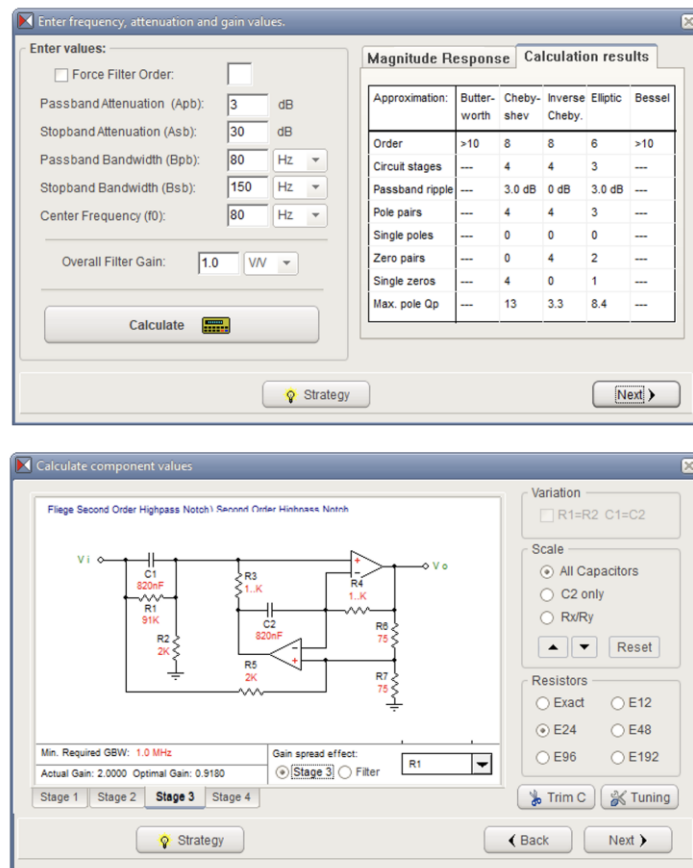 Enter frequency, attenuation and gain values.
Enter values:
Force Filter Order:
Passband Attenuation (Apb): 3 dB
Stopband Attenuation (Asb): 30 dB
Passband Bandwidth (Bpb): 80 Hz
Stopband Bandwidth (Bsb): 150 Hz
Center Frequency (f0): 80 Hz
Overall Filter Gain: 1.0 V/V
Calculate
Magnitude Response Calculation results
Approximation: Butter-worth Cheby-shev Inverse Cheby. Elliptic Bessel
Order >10 8 8 6 >10
Circuit stages --- 4 4 3 ---
Passband ripple --- 3.0 dB 0 dB 3.0 dB ---
Pole pairs --- 4 4 3 ---
Single poles --- 0 0 0 ---
Zero pairs --- 0 4 2 ---
Single zeros --- 4 0 1 ---
Max. pole Qp --- 13 3.3 8.4 ---
Strategy
Next
Calculate component values
Fliege Second Order Highpass Notch\ Second Order Highpass Notch
Vi
C1
820nF
R1
91K
R2
2K
R3
1..K
C2
820nF
R4
1..K
R5
2K
R6
75
R7
75
Vo
Min. Required GBW: 1.0 MHz
Actual Gain: 2.0000 Optimal Gain: 0.9180
Gain spread effect:
Stage 3 Filter
R1
Stage 1 Stage 2 Stage 3 Stage 4
Variation
R1=R2 C1=C2
Scale
All Capacitors
C2 only
Rx/Ry
Reset
Resistors
Exact E12
E24 E48
E96 E192
Trim C Tuning
Strategy
Back Next